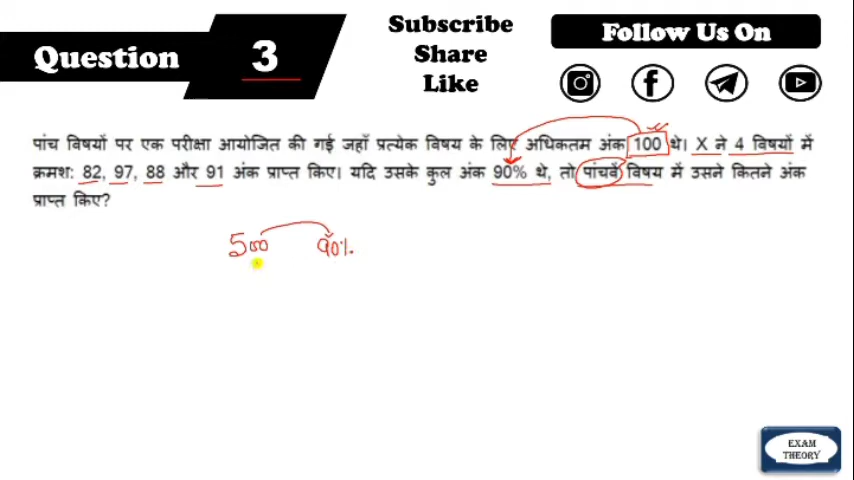 Question
3
Subscribe
Share
Like
Follow Us On
पांच विषयों पर एक परीक्षा आयोजित की गई जहाँ प्रत्येक विषय के लिए अधिकतम अंक 100 थे। X ने 4 विषयों में
क्रमश: 82, 97, 88 और 91 अंक प्राप्त किए। यदि उसके कुल अंक 90% थे, तो पांचवें विषय में उसने कितने अंक
प्राप्त किए?
500 90%
EXAM
THEORY